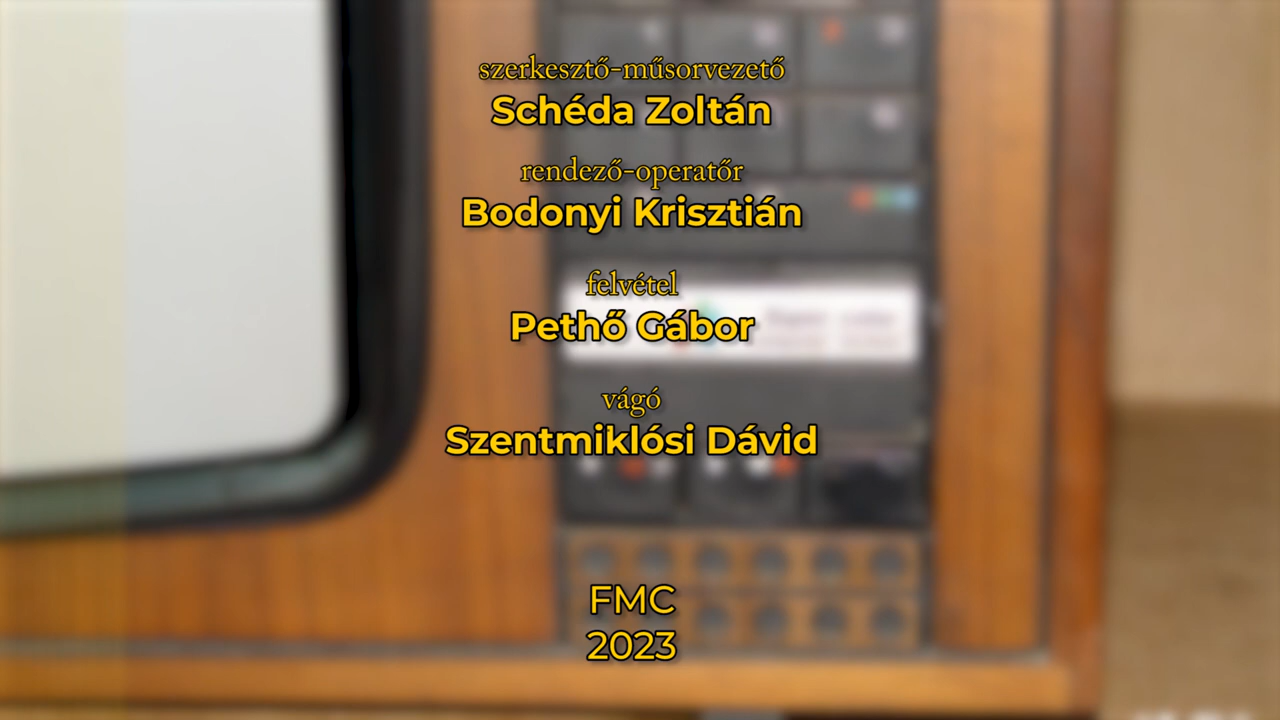 szerkesztő-műsorvezető
Schéda Zoltán
rendező-operatőr
Bodonyi Krisztián
felvétel
Pethő Gábor
vágó
Szentmiklósi Dávid
FMC
2023